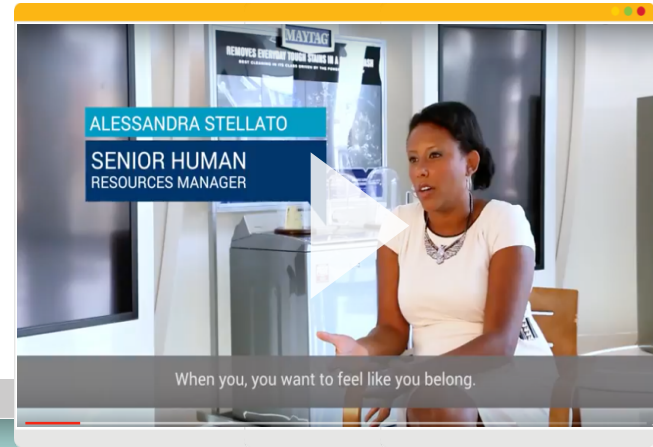 MAYTAG
REMOVES EVERYDAY TOUGH STAINS IN A
ALESSANDRA STELLATO
SENIOR HUMAN
RESOURCES MANAGER
When you, you want to feel like you belong.